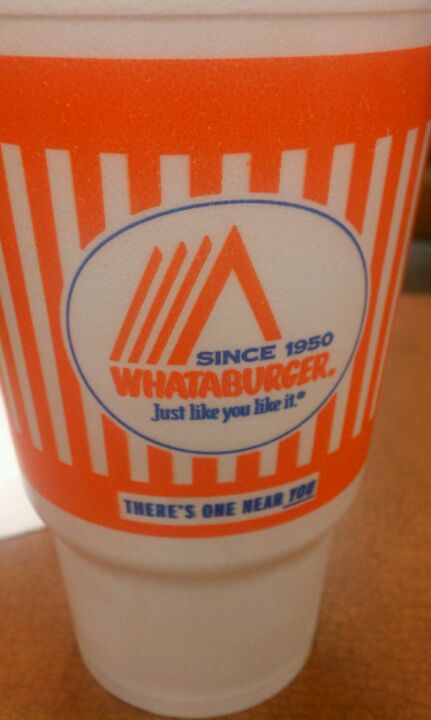 SINCE 1950
WHATABURGER.
Just like you like it.®
THERE'S ONE NEAR YOU